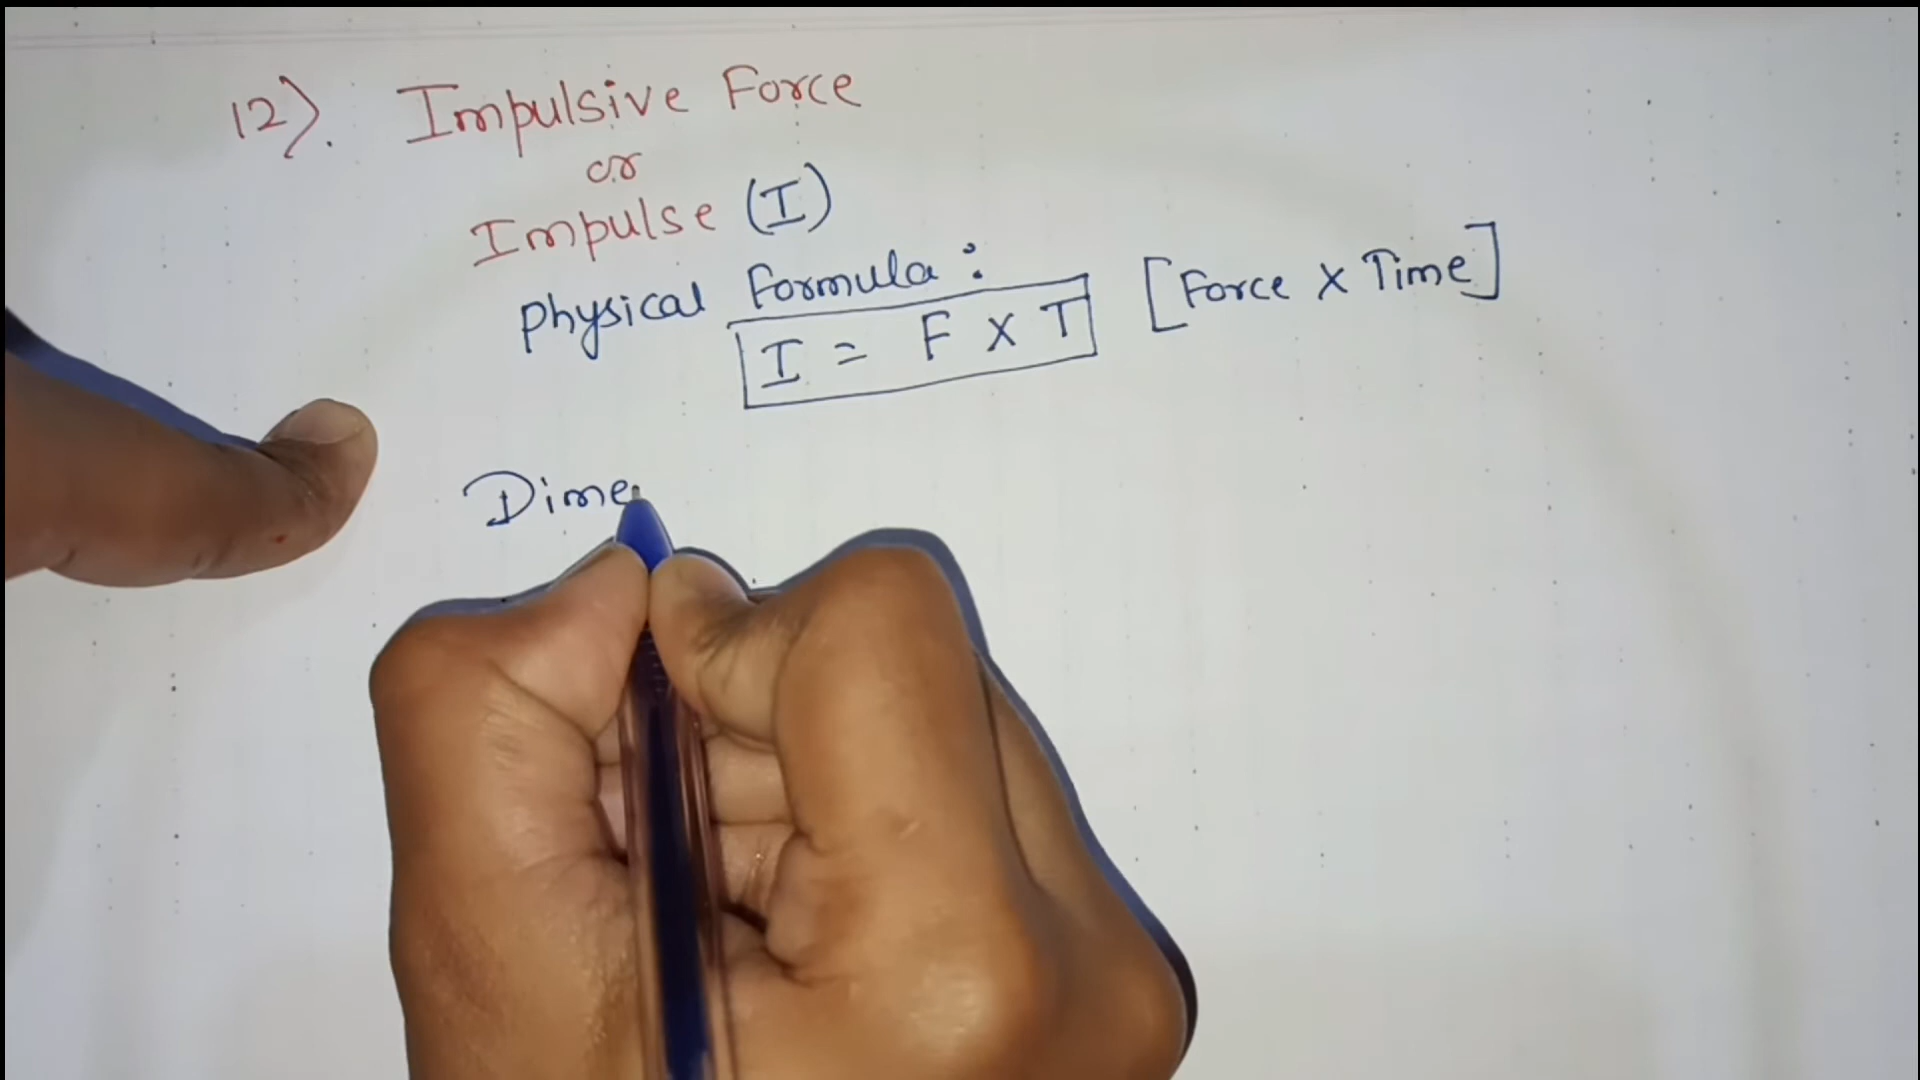 12). Impulsive Force
or
Impulse (I)
Physical Formula :
I = F X T [Force X Time]
Dime